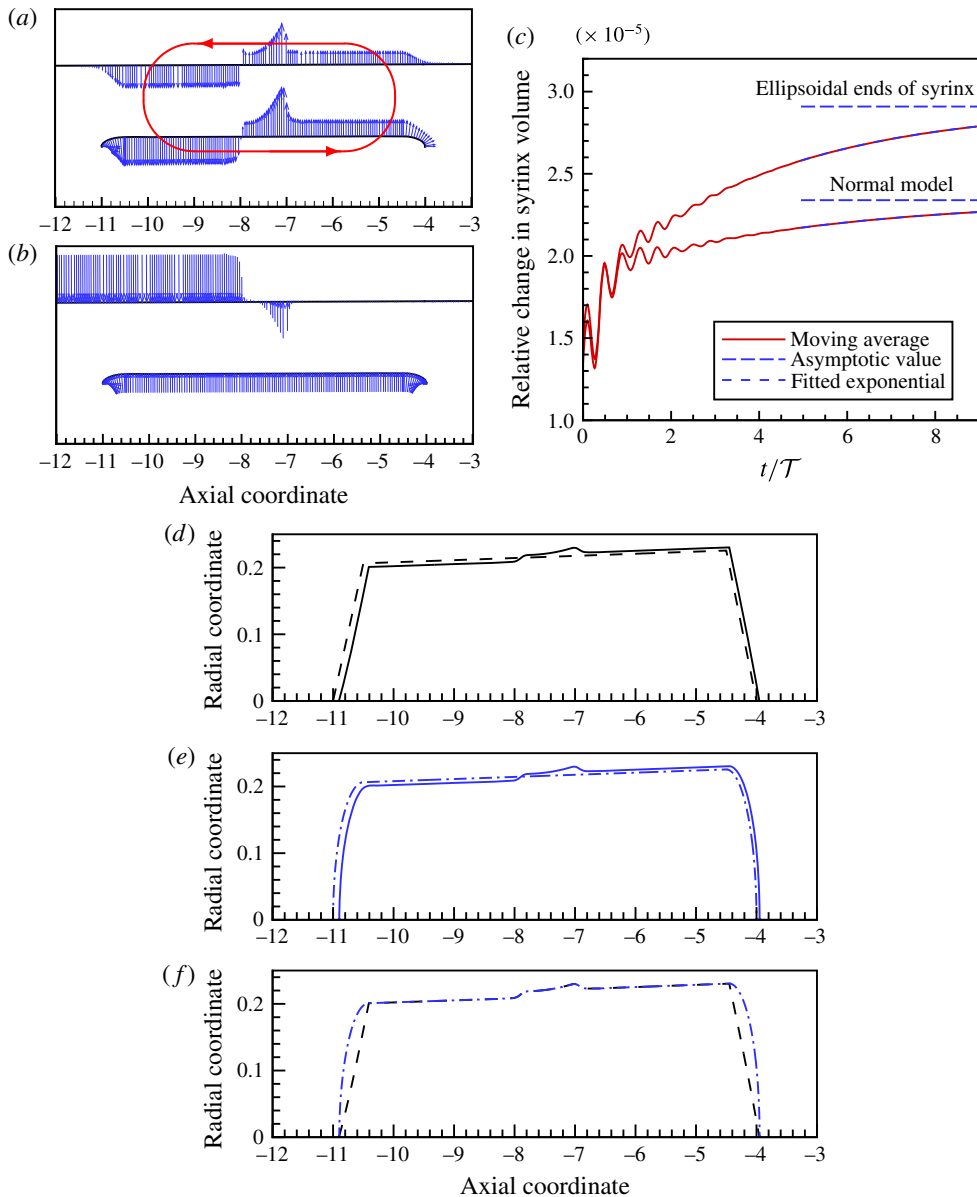 (a)
−12 −11 −10 −9 −8 −7 −6 −5 −4 −3
(b)
−12 −11 −10 −9 −8 −7 −6 −5 −4 −3
Axial coordinate
(c) (× 10⁻⁵)
Relative change in syrinx volume
3.0
2.5
2.0
1.5
1.0
Ellipsoidal ends of syrinx
Normal model
Moving average
Asymptotic value
Fitted exponential
0 2 4 6 8
t/𝒯
(d)
Radial coordinate
0.2
0.1
0
−12 −11 −10 −9 −8 −7 −6 −5 −4 −3
(e)
Radial coordinate
0.2
0.1
0
−12 −11 −10 −9 −8 −7 −6 −5 −4 −3
(f)
Radial coordinate
0.2
0.1
0
−12 −11 −10 −9 −8 −7 −6 −5 −4 −3
Axial coordinate